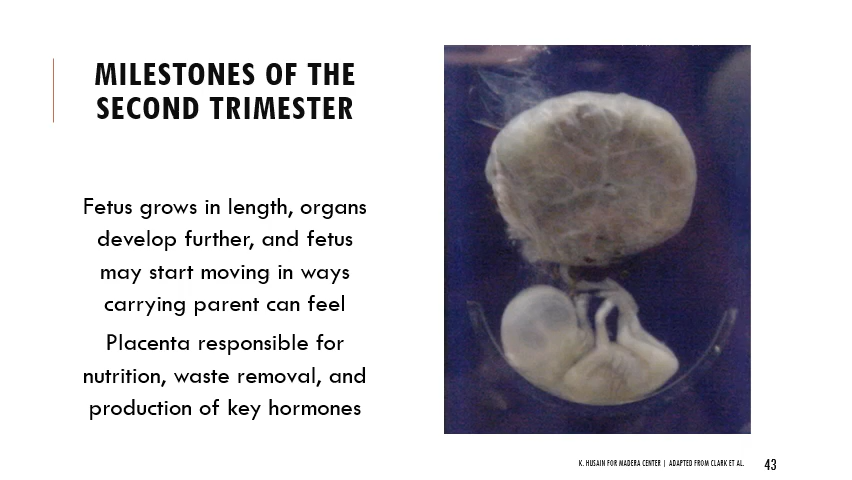 MILESTONES OF THE
SECOND TRIMESTER
Fetus grows in length, organs
develop further, and fetus
may start moving in ways
carrying parent can feel
Placenta responsible for
nutrition, waste removal, and
production of key hormones
K. HUSAIN FOR MADERA CENTER | ADAPTED FROM CLARK ET AL.
43